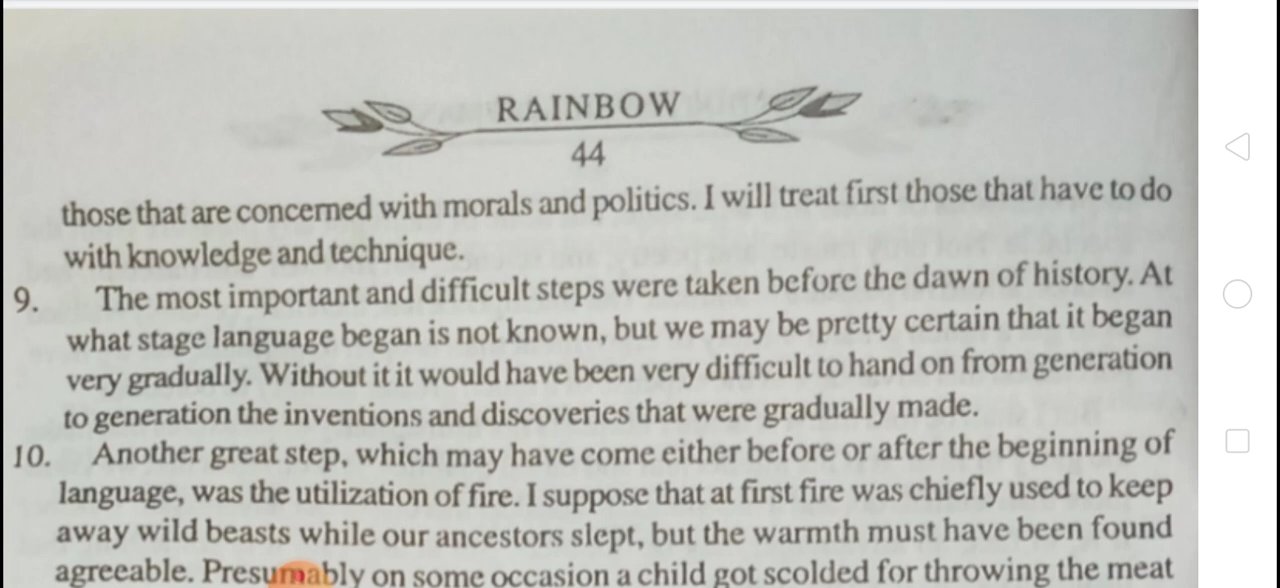 RAINBOW
44
those that are concerned with morals and politics. I will treat first those that have to do
with knowledge and technique.
9. The most important and difficult steps were taken before the dawn of history. At
what stage language began is not known, but we may be pretty certain that it began
very gradually. Without it it would have been very difficult to hand on from generation
to generation the inventions and discoveries that were gradually made.
10. Another great step, which may have come either before or after the beginning of
language, was the utilization of fire. I suppose that at first fire was chiefly used to keep
away wild beasts while our ancestors slept, but the warmth must have been found
agreeable. Presumably on some occasion a child got scolded for throwing the meat